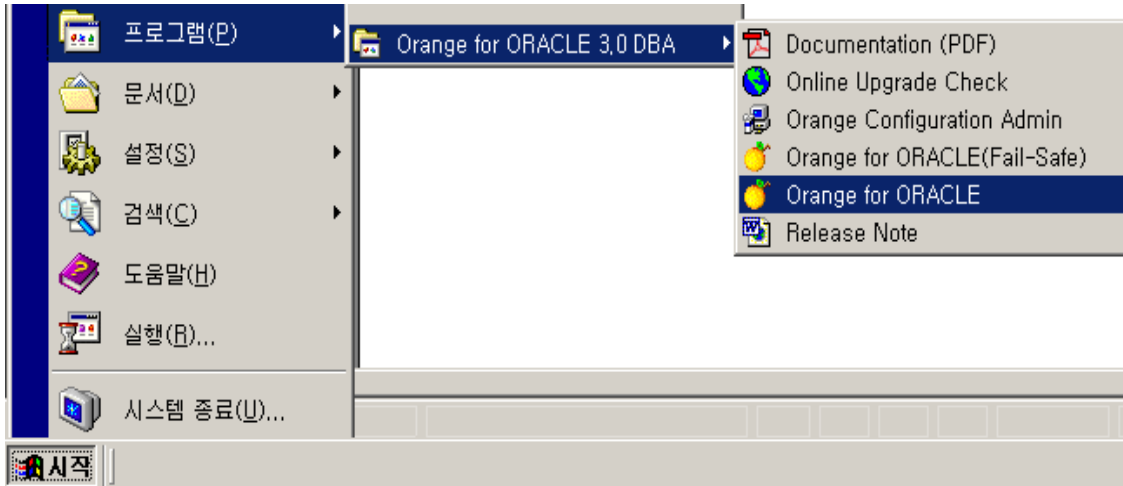 프로그램(P)
문서(D)
설정(S)
검색(C)
도움말(H)
실행(R)...
시스템 종료(U)...
시작
Orange for ORACLE 3,0 DBA
Documentation (PDF)
Online Upgrade Check
Orange Configuration Admin
Orange for ORACLE(Fail-Safe)
Orange for ORACLE
Release Note